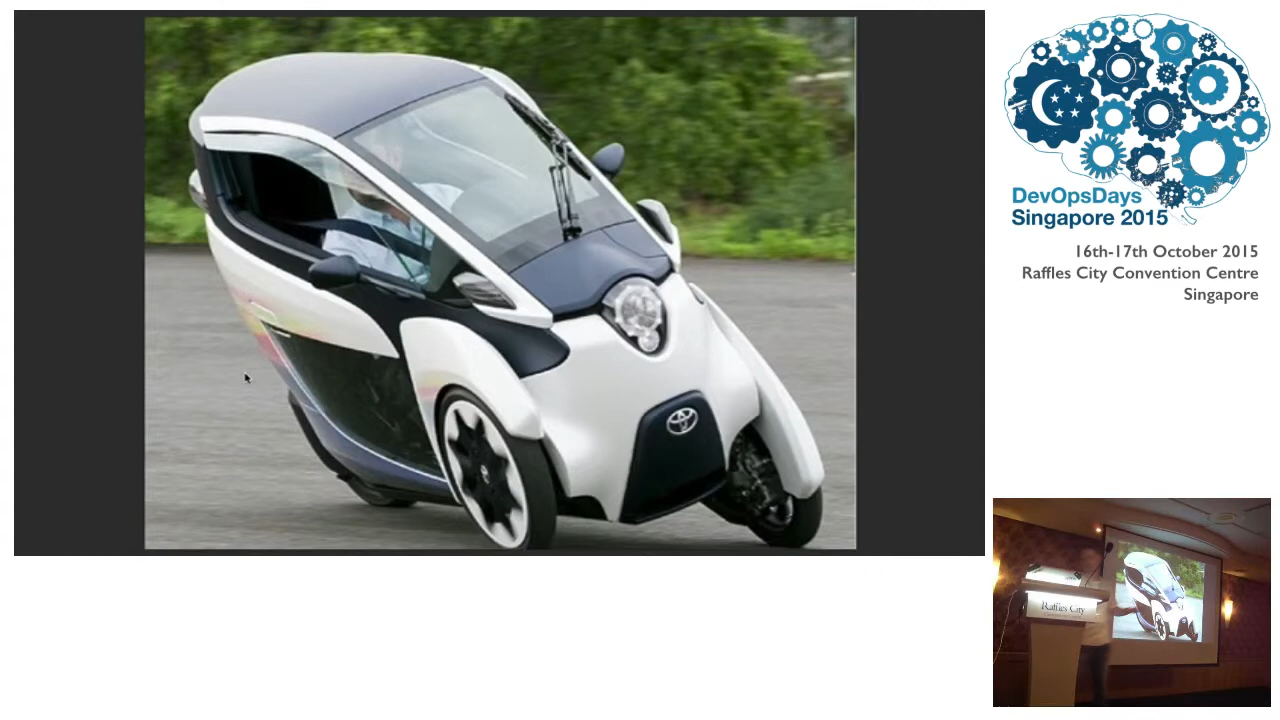 DevOpsDays
Singapore 2015
16th-17th October 2015
Raffles City Convention Centre
Singapore
Raffles City